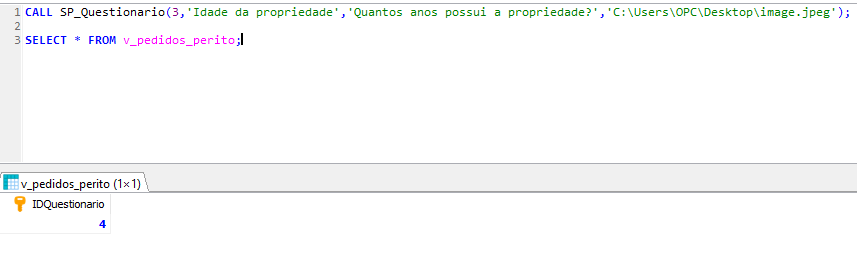 1 CALL SP_Questionario(3,'Idade da propriedade','Quantos anos possui a propriedade?','C:\Users\OPC\Desktop\image.jpeg');
2
3 SELECT * FROM v_pedidos_perito;
v_pedidos_perito (1×1)
IDQuestionario
4